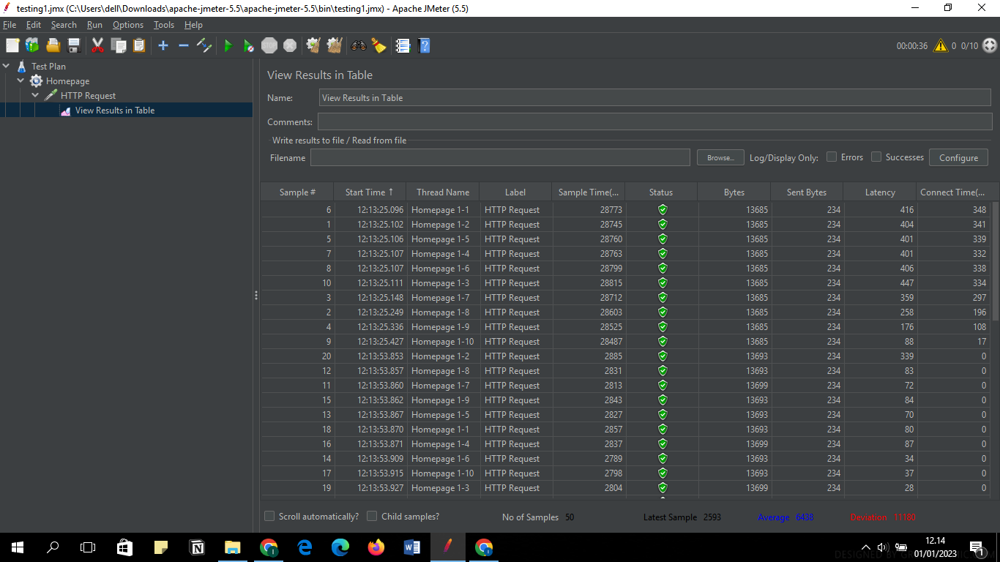 testing1.jmx (C:\Users\dell\Downloads\apache-jmeter-5.5\apache-jmeter-5.5\bin\testing1.jmx) - Apache JMeter (5.5)
File Edit Search Run Options Tools Help
STOP 00:00:36 0 0/10
Test Plan
Homepage
HTTP Request
View Results in Table
View Results in Table
Name: View Results in Table
Comments:
Write results to file / Read from file
Filename Browse... Log/Display Only: Errors Successes Configure
Sample # Start Time ↑ Thread Name Label Sample Time(... Status Bytes Sent Bytes Latency Connect Time(...
6 12:13:25.096 Homepage 1-1 HTTP Request 28773 13685 234 416 348
1 12:13:25.102 Homepage 1-2 HTTP Request 28745 13685 234 404 341
5 12:13:25.106 Homepage 1-5 HTTP Request 28760 13685 234 401 339
7 12:13:25.107 Homepage 1-4 HTTP Request 28763 13685 234 401 332
8 12:13:25.107 Homepage 1-6 HTTP Request 28799 13685 234 406 338
10 12:13:25.111 Homepage 1-3 HTTP Request 28815 13685 234 447 334
3 12:13:25.148 Homepage 1-7 HTTP Request 28712 13685 234 359 297
2 12:13:25.249 Homepage 1-8 HTTP Request 28603 13685 234 258 196
4 12:13:25.336 Homepage 1-9 HTTP Request 28525 13685 234 176 108
9 12:13:25.427 Homepage 1-10 HTTP Request 28487 13685 234 88 17
20 12:13:53.853 Homepage 1-2 HTTP Request 2885 13693 234 339 0
12 12:13:53.857 Homepage 1-8 HTTP Request 2831 13693 234 83 0
11 12:13:53.860 Homepage 1-7 HTTP Request 2813 13699 234 72 0
15 12:13:53.862 Homepage 1-9 HTTP Request 2843 13693 234 84 0
13 12:13:53.867 Homepage 1-5 HTTP Request 2827 13693 234 70 0
18 12:13:53.870 Homepage 1-1 HTTP Request 2857 13693 234 80 0
16 12:13:53.871 Homepage 1-4 HTTP Request 2837 13699 234 87 0
14 12:13:53.909 Homepage 1-6 HTTP Request 2789 13693 234 34 0
17 12:13:53.915 Homepage 1-10 HTTP Request 2798 13693 234 37 0
19 12:13:53.927 Homepage 1-3 HTTP Request 2804 13699 234 28 0
Scroll automatically? Child samples? No of Samples 50 Latest Sample 2593 Average 6438 Deviation 11180
12.14
01/01/2023
1